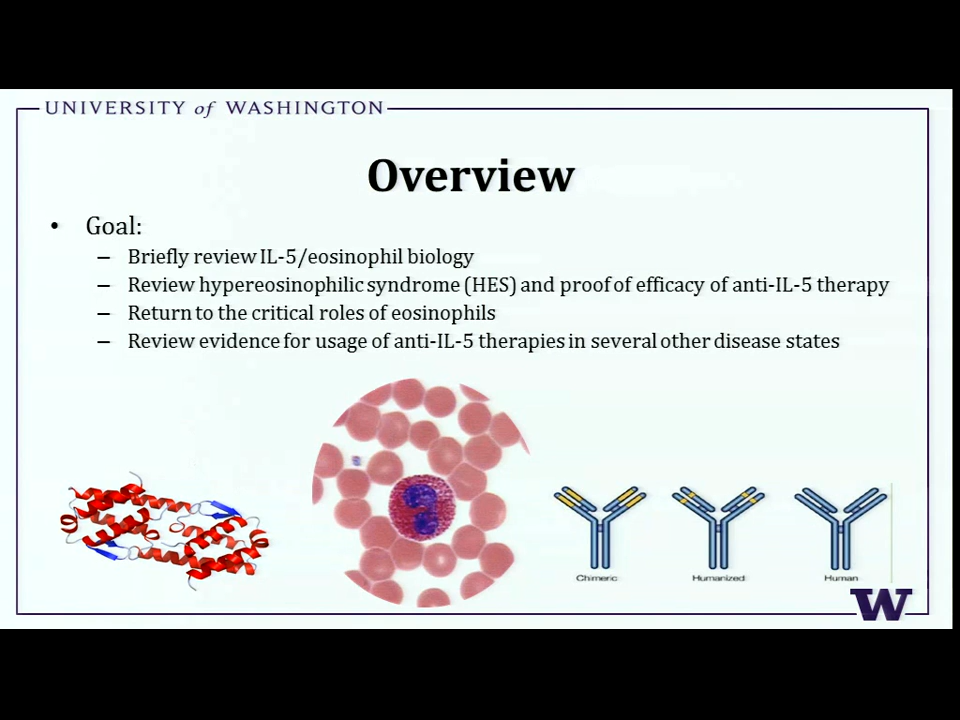 UNIVERSITY of WASHINGTON
Overview
• Goal:
– Briefly review IL-5/eosinophil biology
– Review hypereosinophilic syndrome (HES) and proof of efficacy of anti-IL-5 therapy
– Return to the critical roles of eosinophils
– Review evidence for usage of anti-IL-5 therapies in several other disease states
Chimeric Humanized Human
W